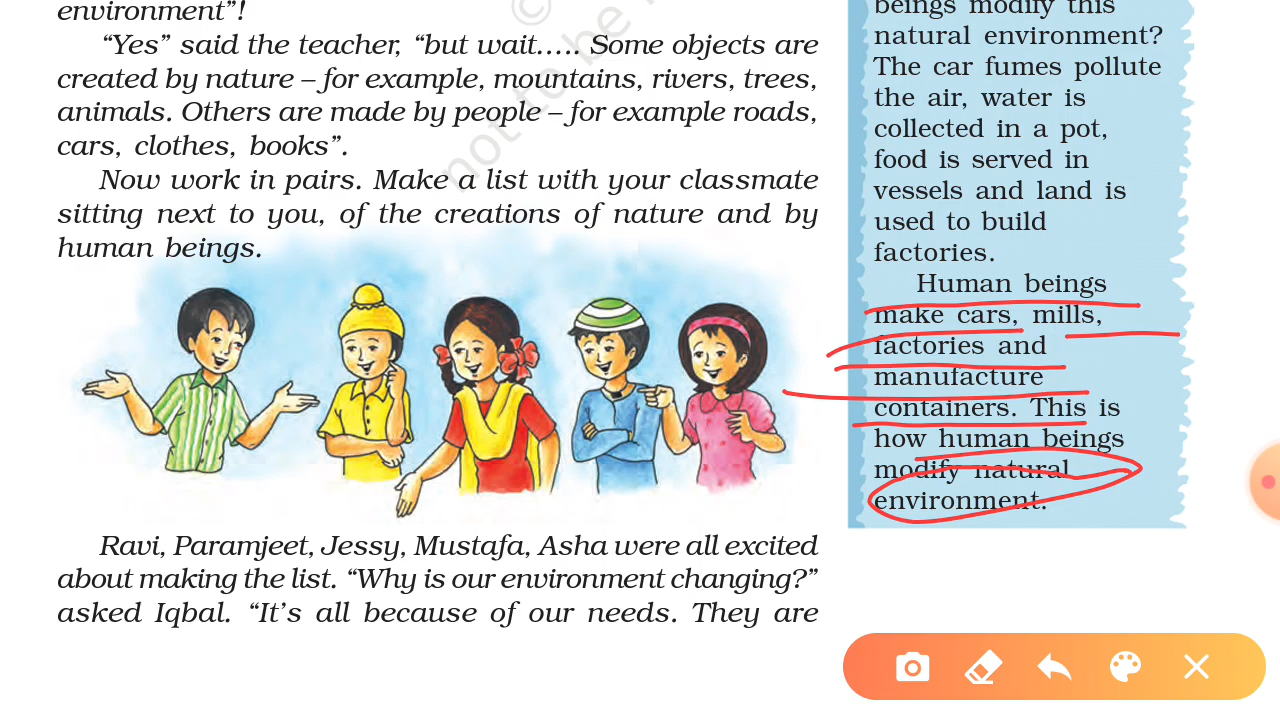 environment"!
"Yes" said the teacher, "but wait..... Some objects are
created by nature – for example, mountains, rivers, trees,
animals. Others are made by people – for example roads,
cars, clothes, books".
Now work in pairs. Make a list with your classmate
sitting next to you, of the creations of nature and by
human beings.
Ravi, Paramjeet, Jessy, Mustafa, Asha were all excited
about making the list. "Why is our environment changing?"
asked Iqbal. "It's all because of our needs. They are
beings modify this
natural environment?
The car fumes pollute
the air, water is
collected in a pot,
food is served in
vessels and land is
used to build
factories.
Human beings
make cars, mills,
factories and
manufacture
containers. This is
how human beings
modify natural
environment.
©
not to be